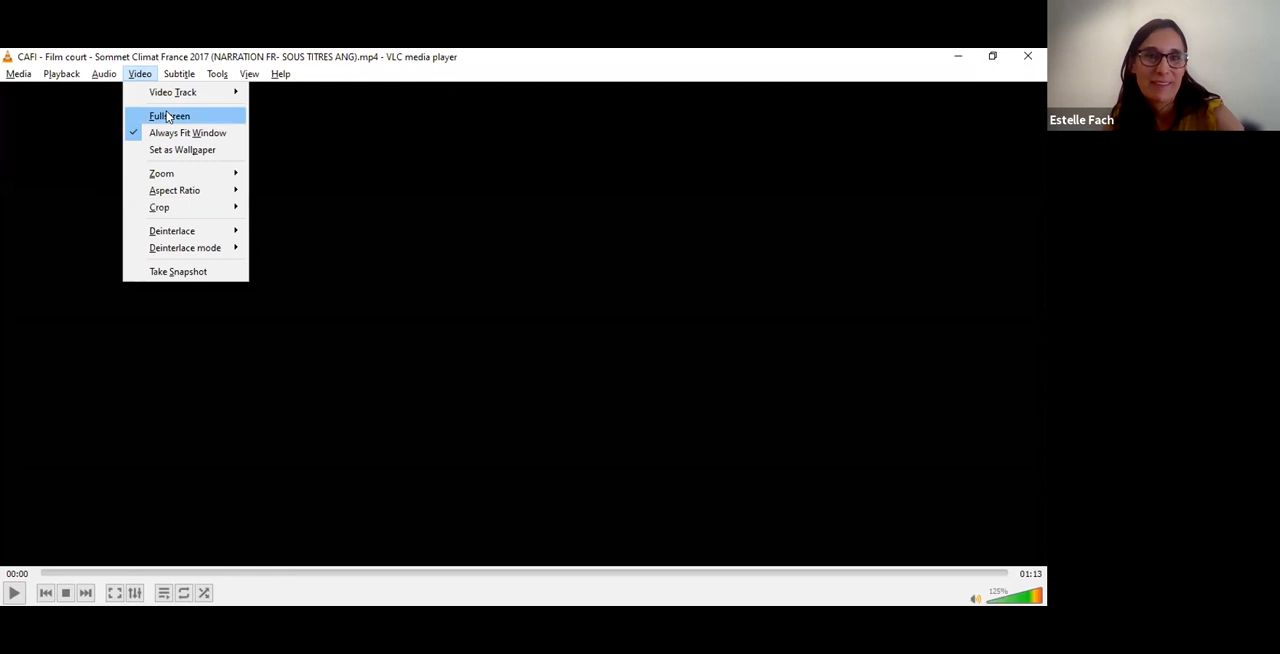 CAFI - Film court - Sommet Climat France 2017 (NARRATION FR- SOUS TITRES ANG).mp4 - VLC media player
Media Playback Audio Video Subtitle Tools View Help
Video Track
Fullscreen
Always Fit Window
Set as Wallpaper
Zoom
Aspect Ratio
Crop
Deinterlace
Deinterlace mode
Take Snapshot
Estelle Fach
00:00 01:13
125%